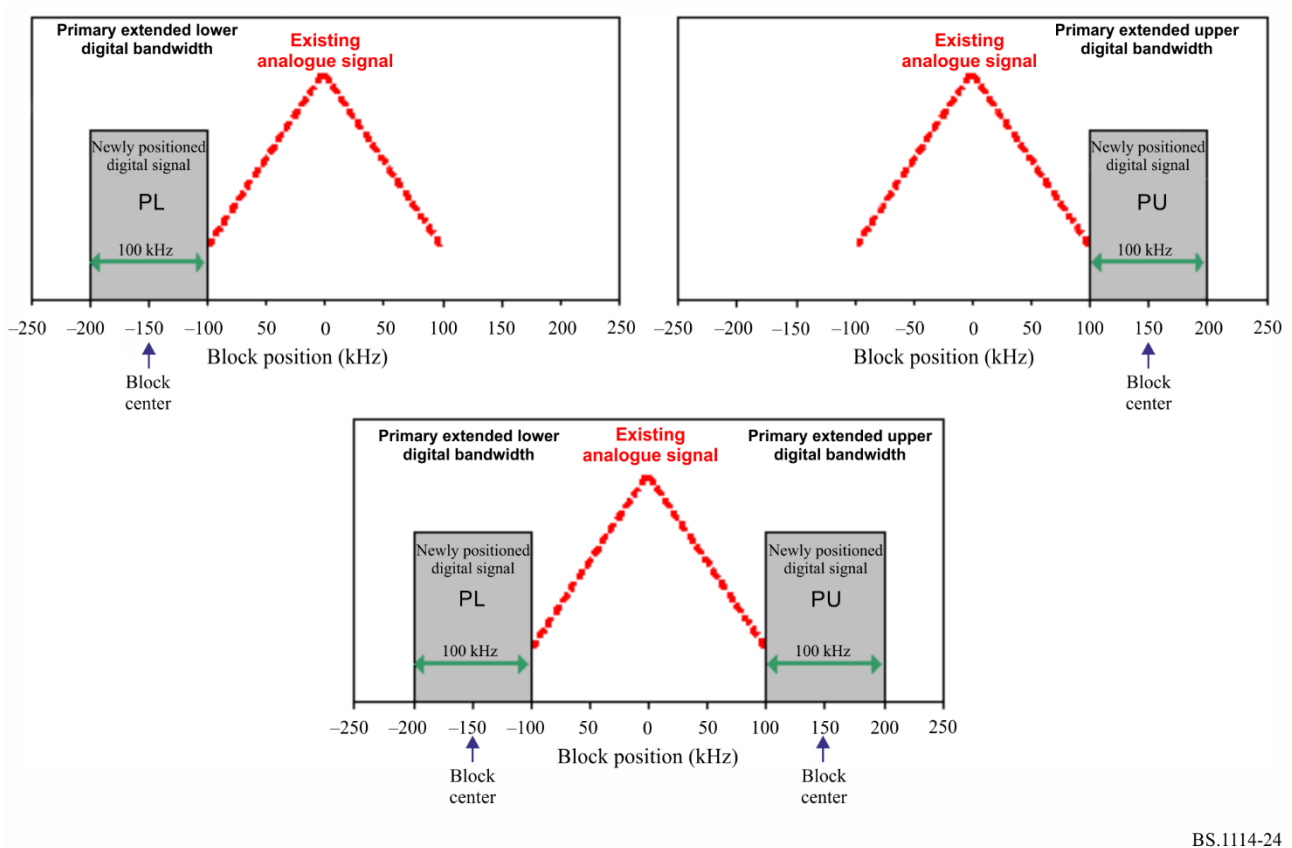 Primary extended lower
digital bandwidth
Existing
analogue signal
Newly positioned
digital signal
PL
100 kHz
–250 –200 –150 –100 50 0 50 100 150 200 250
Block position (kHz)
Block
center
Existing
analogue signal
Primary extended upper
digital bandwidth
Newly positioned
digital signal
PU
100 kHz
–250 –200 –150 –100 –50 0 50 100 150 200 250
Block position (kHz)
Block
center
Primary extended lower
digital bandwidth
Existing
analogue signal
Primary extended upper
digital bandwidth
Newly positioned
digital signal
PL
100 kHz
Newly positioned
digital signal
PU
100 kHz
–250 –200 –150 –100 50 0 50 100 150 200 250
Block position (kHz)
Block
center
Block
center
BS.1114-24